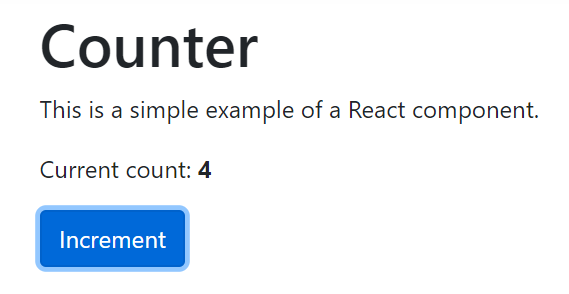 Counter
This is a simple example of a React component.
Current count: 4
Increment